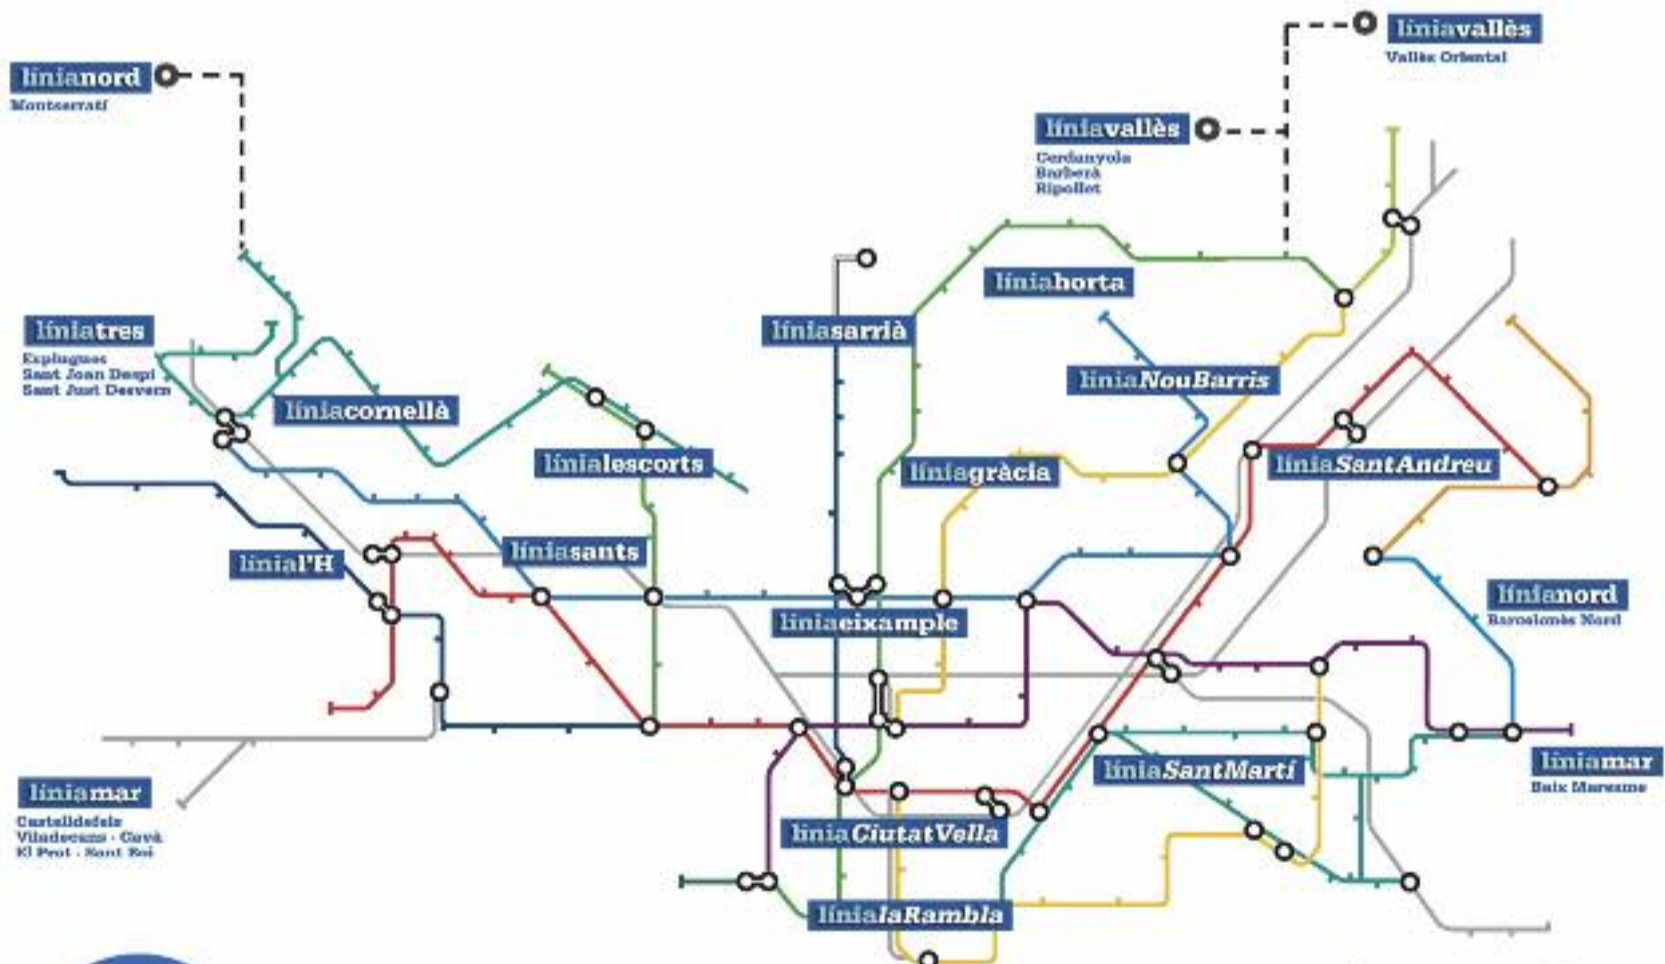 líniavallès
Vallès Oriental
línianord
Montserratí
líniavallès
Cerdanyola
Barberà
Ripollet
líniahorta
líniatres
Esplugues
Sant Joan Despí
Sant Just Desvern
líniasarrià
líniaNouBarris
líniacornellà
línialescorts
líniagràcia
líniaSantAndreu
líniasants
línial'H
línianord
Barcelonès Nord
líniaeixample
líniamar
Baix Maresme
líniaSantMartí
líniamar
Castelldefels
Viladecans · Gavà
El Prat · Sant Boi
líniaCiutatVella
línialaRambla